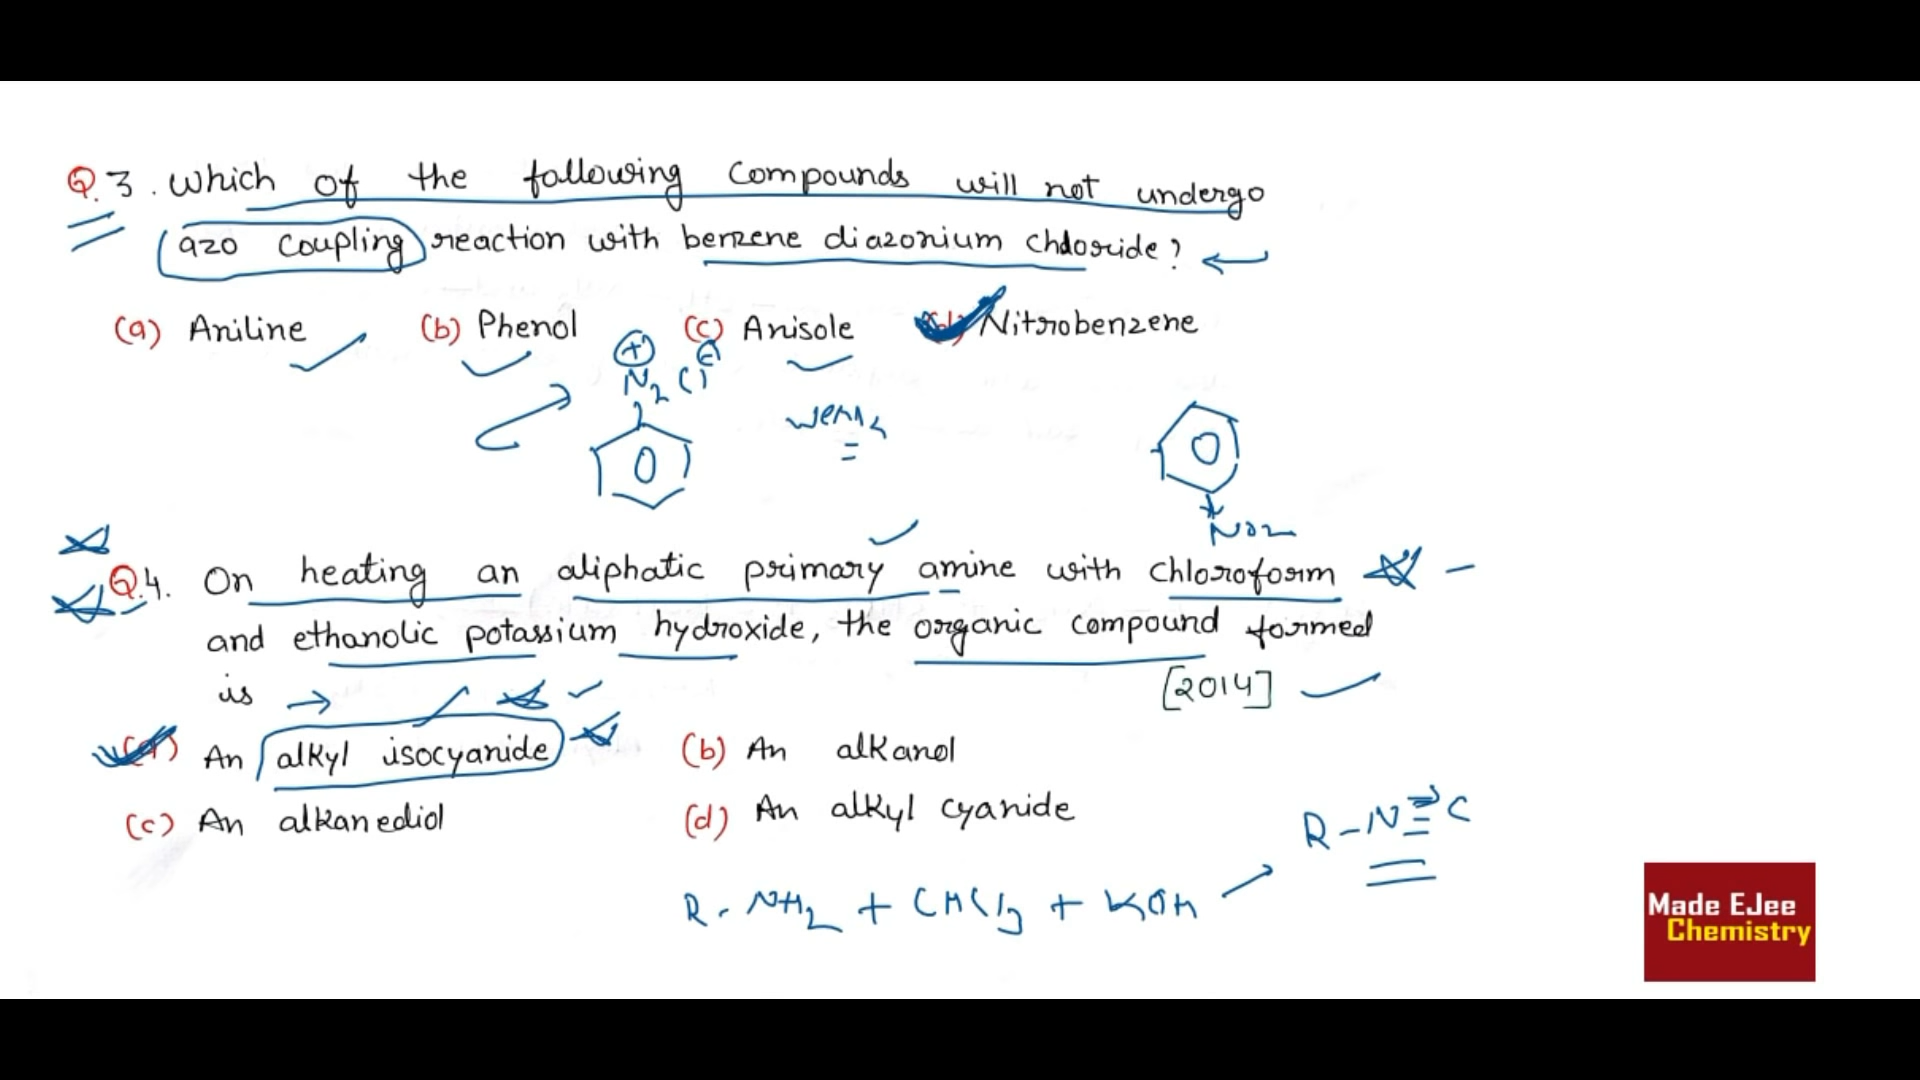 Q.3. Which of the following compounds will not undergo
azo coupling reaction with benzene diazonium chloride?
(a) Aniline (b) Phenol (c) Anisole (d) Nitrobenzene
+ -
N2Cl
weak
NO2
Q.4. On heating an aliphatic primary amine with chloroform
and ethanolic potassium hydroxide, the organic compound formed
is [2014]
(a) An alkyl isocyanide (b) An alkanol
(c) An alkanediol (d) An alkyl cyanide
R-N≡C
R-NH2 + CHCl3 + KOH
Made EJee
Chemistry